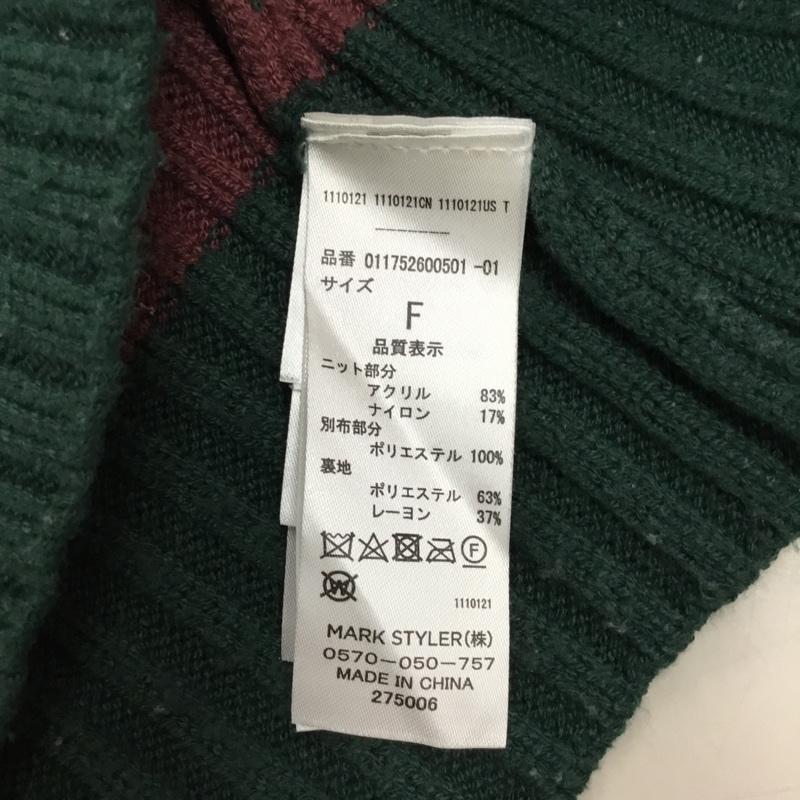 1110121 1110121CN 1110121US T
品番 011752600501 -01
サイズ
F
品質表示
ニット部分
アクリル 83%
ナイロン 17%
別布部分
ポリエステル 100%
裏地
ポリエステル 63%
レーヨン 37%
F
W
1110121
MARK STYLER(株)
0570-050-757
MADE IN CHINA
275006